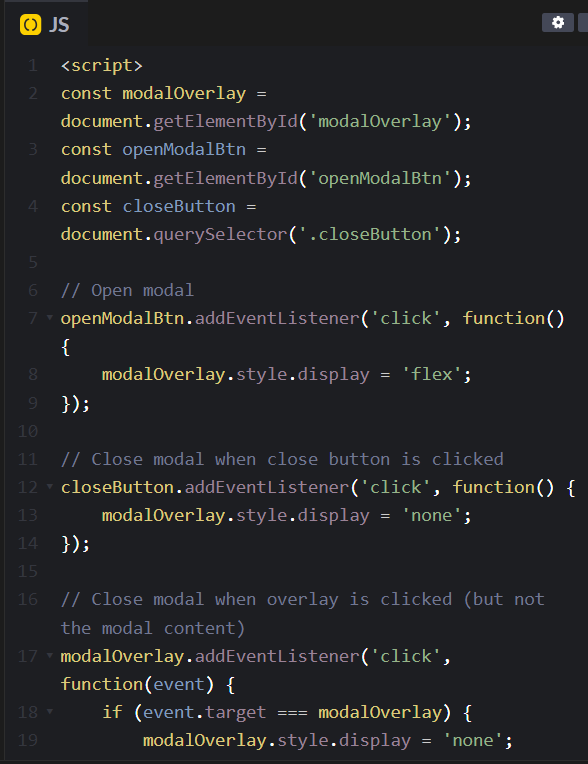 JS
1 <script>
2 const modalOverlay =
document.getElementById('modalOverlay');
3 const openModalBtn =
document.getElementById('openModalBtn');
4 const closeButton =
document.querySelector('.closeButton');
5
6 // Open modal
7 openModalBtn.addEventListener('click', function()
{
8     modalOverlay.style.display = 'flex';
9 });
10
11 // Close modal when close button is clicked
12 closeButton.addEventListener('click', function() {
13     modalOverlay.style.display = 'none';
14 });
15
16 // Close modal when overlay is clicked (but not
the modal content)
17 modalOverlay.addEventListener('click',
function(event) {
18     if (event.target === modalOverlay) {
19         modalOverlay.style.display = 'none';